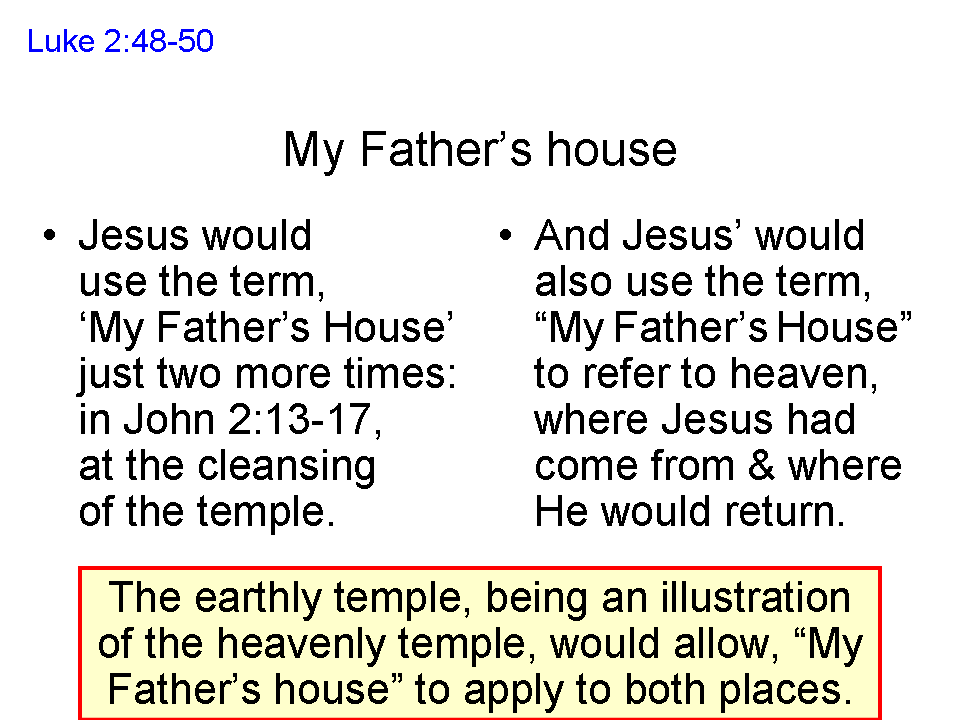 Luke 2:48-50
My Father’s house
• Jesus would
use the term,
‘My Father’s House’
just two more times:
in John 2:13-17,
at the cleansing
of the temple.
• And Jesus’ would
also use the term,
“My Father’s House”
to refer to heaven,
where Jesus had
come from & where
He would return.
The earthly temple, being an illustration
of the heavenly temple, would allow, “My
Father’s house” to apply to both places.